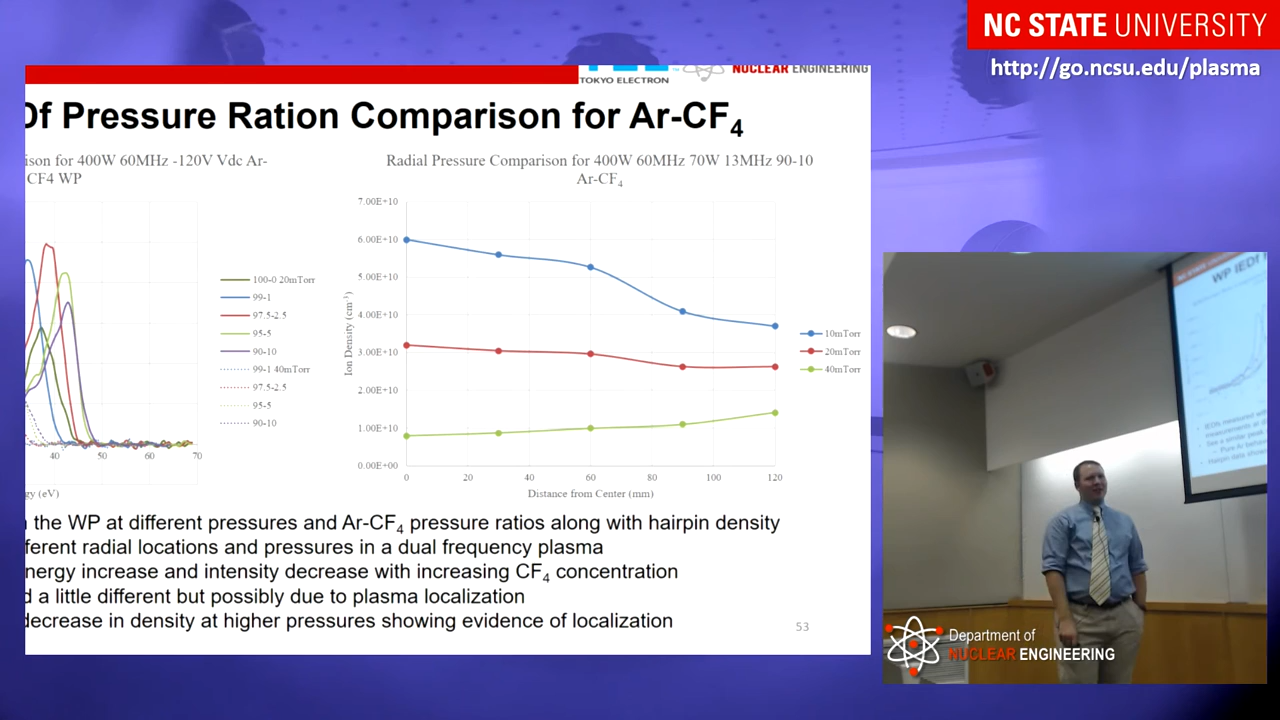 NC STATE UNIVERSITY
http://go.ncsu.edu/plasma
TOKYO ELECTRON
NUCLEAR ENGINEERING
Of Pressure Ration Comparison for Ar-CF4
ison for 400W 60MHz -120V Vdc Ar-
CF4 WP
Radial Pressure Comparison for 400W 60MHz 70W 13MHz 90-10
Ar-CF4
7.00E+10
6.00E+10
5.00E+10
4.00E+10
3.00E+10
2.00E+10
1.00E+10
0.00E+00
Ion Density (cm-3)
0 20 40 60 80 100 120
Distance from Center (mm)
10mTorr
20mTorr
40mTorr
100-0 20mTorr
99-1
97.5-2.5
95-5
90-10
99-1 40mTorr
97.5-2.5
95-5
90-10
40 50 60 70
gy (eV)
the WP at different pressures and Ar-CF4 pressure ratios along with hairpin density
fferent radial locations and pressures in a dual frequency plasma
nergy increase and intensity decrease with increasing CF4 concentration
d a little different but possibly due to plasma localization
decrease in density at higher pressures showing evidence of localization
53
WP IEDf
Department of
NUCLEAR ENGINEERING